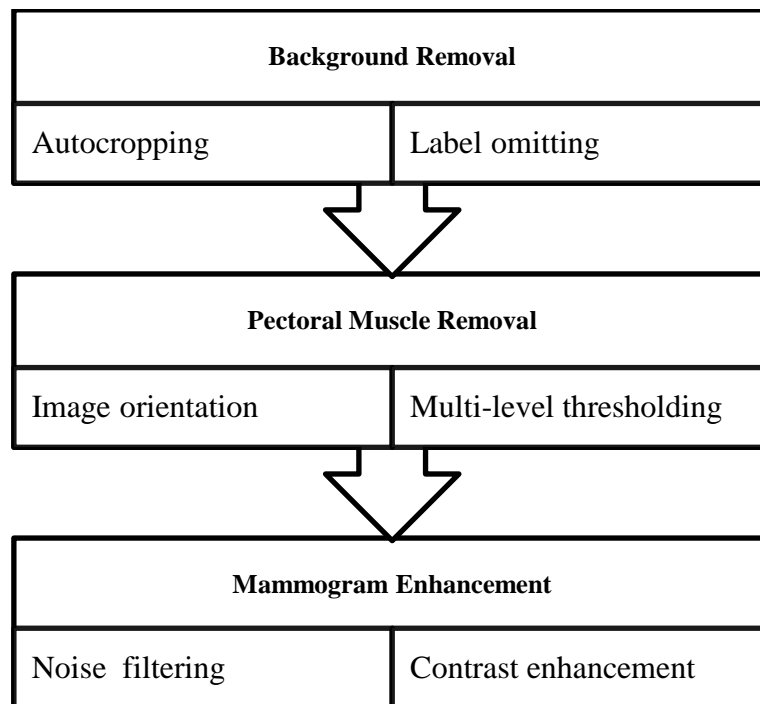 Background Removal
Autocropping
Label omitting
Pectoral Muscle Removal
Image orientation
Multi-level thresholding
Mammogram Enhancement
Noise filtering
Contrast enhancement